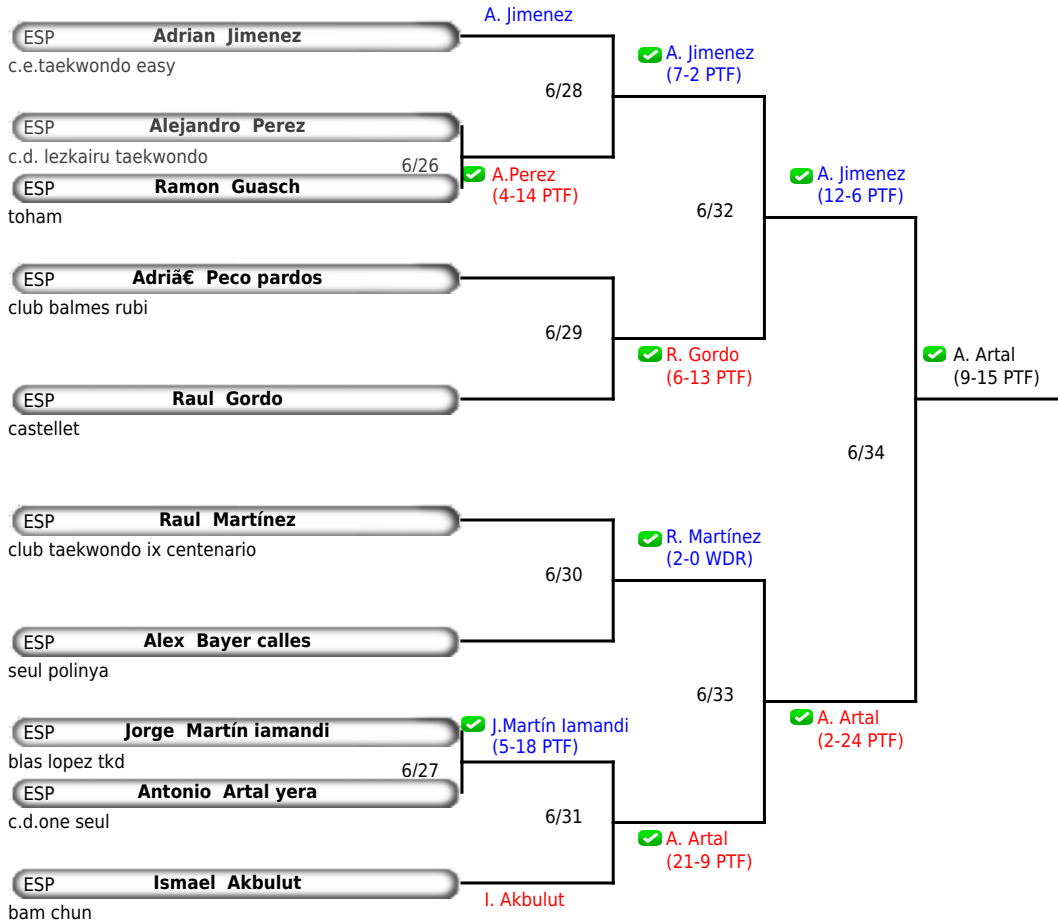 A. Jimenez
ESP Adrian Jimenez
c.e.taekwondo easy
A. Jimenez
(7-2 PTF)
6/28
ESP Alejandro Perez
c.d. lezkairu taekwondo
6/26
A.Perez
(4-14 PTF)
ESP Ramon Guasch
toham
A. Jimenez
(12-6 PTF)
6/32
ESP Adriã€ Peco pardos
club balmes rubi
6/29
R. Gordo
(6-13 PTF)
ESP Raul Gordo
castellet
A. Artal
(9-15 PTF)
6/34
ESP Raul Martínez
club taekwondo ix centenario
R. Martínez
(2-0 WDR)
6/30
ESP Alex Bayer calles
seul polinya
6/33
A. Artal
(2-24 PTF)
ESP Jorge Martín iamandi
blas lopez tkd
J.Martín Iamandi
(5-18 PTF)
6/27
ESP Antonio Artal yera
c.d.one seul
6/31
A. Artal
(21-9 PTF)
ESP Ismael Akbulut
bam chun
I. Akbulut